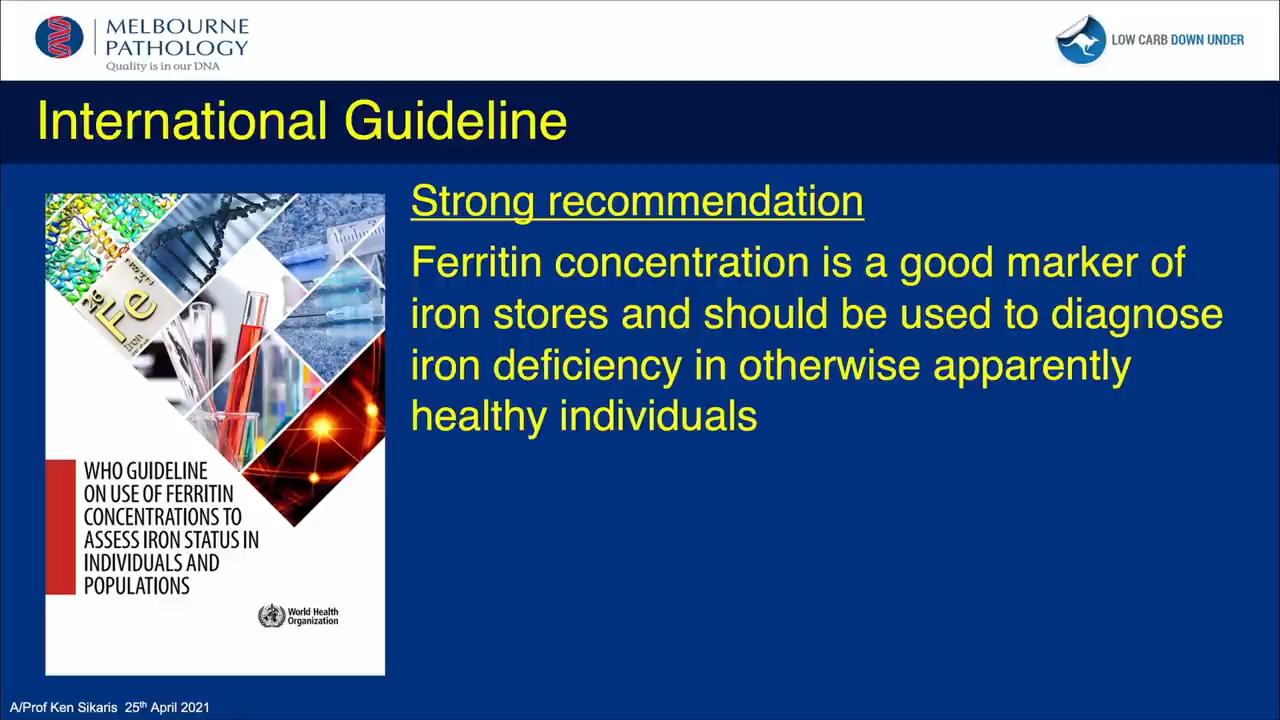 MELBOURNE
PATHOLOGY
Quality is in our DNA
LOW CARB DOWN UNDER
International Guideline
Strong recommendation
Ferritin concentration is a good marker of
iron stores and should be used to diagnose
iron deficiency in otherwise apparently
healthy individuals
26
Fe
Iron
WHO GUIDELINE
ON USE OF FERRITIN
CONCENTRATIONS TO
ASSESS IRON STATUS IN
INDIVIDUALS AND
POPULATIONS
World Health
Organization
A/Prof Ken Sikaris 25th April 2021